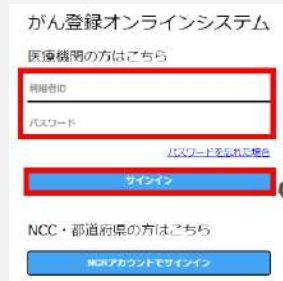 がん登録オンラインシステム
医療機関の方はこちら
利用者ID
パスワード
パスワードを忘れた場合
サインイン
NCC・都道府県の方はこちら
NCRアカウントでサインイン